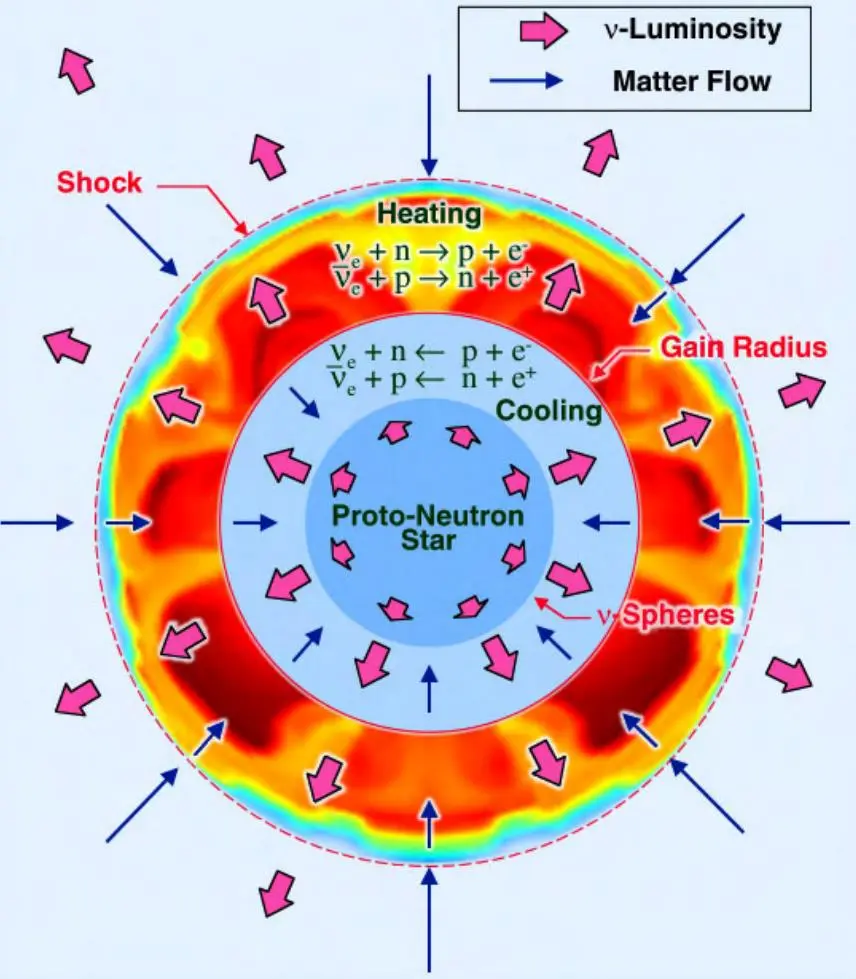 ν-Luminosity
Matter Flow
Shock
Heating
νₑ + n → p + e⁻
ν̅ₑ + p → n + e⁺
νₑ + n ← p + e⁻
ν̅ₑ + p ← n + e⁺
Gain Radius
Cooling
Proto-Neutron
Star
ν-Spheres